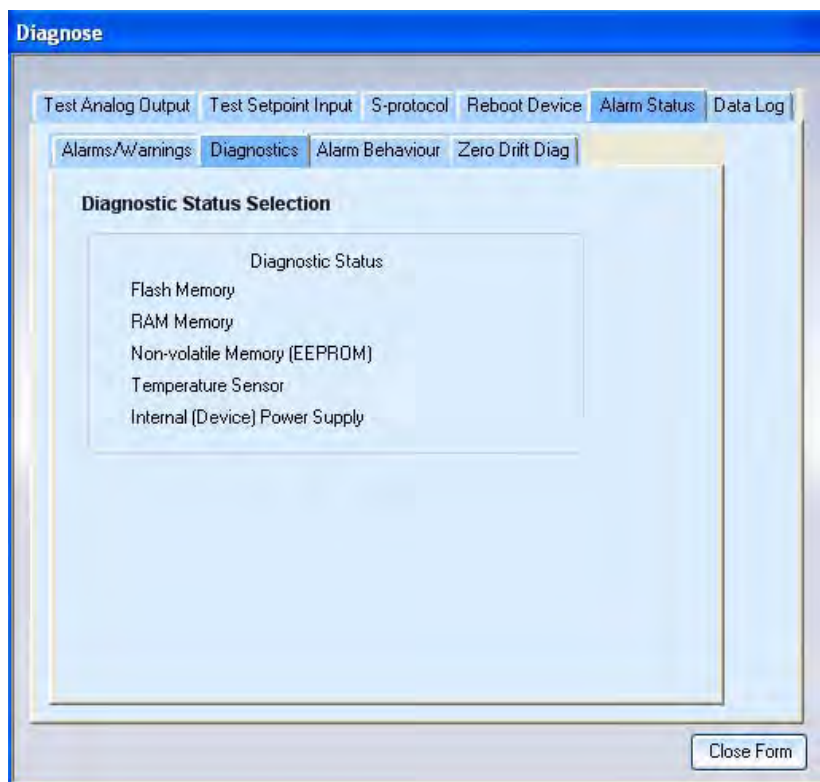 Diagnose
Test Analog Output Test Setpoint Input S-protocol Reboot Device Alarm Status Data Log
Alarms/Warnings Diagnostics Alarm Behaviour Zero Drift Diag
Diagnostic Status Selection
Diagnostic Status
Flash Memory
RAM Memory
Non-volatile Memory (EEPROM)
Temperature Sensor
Internal (Device) Power Supply
Close Form